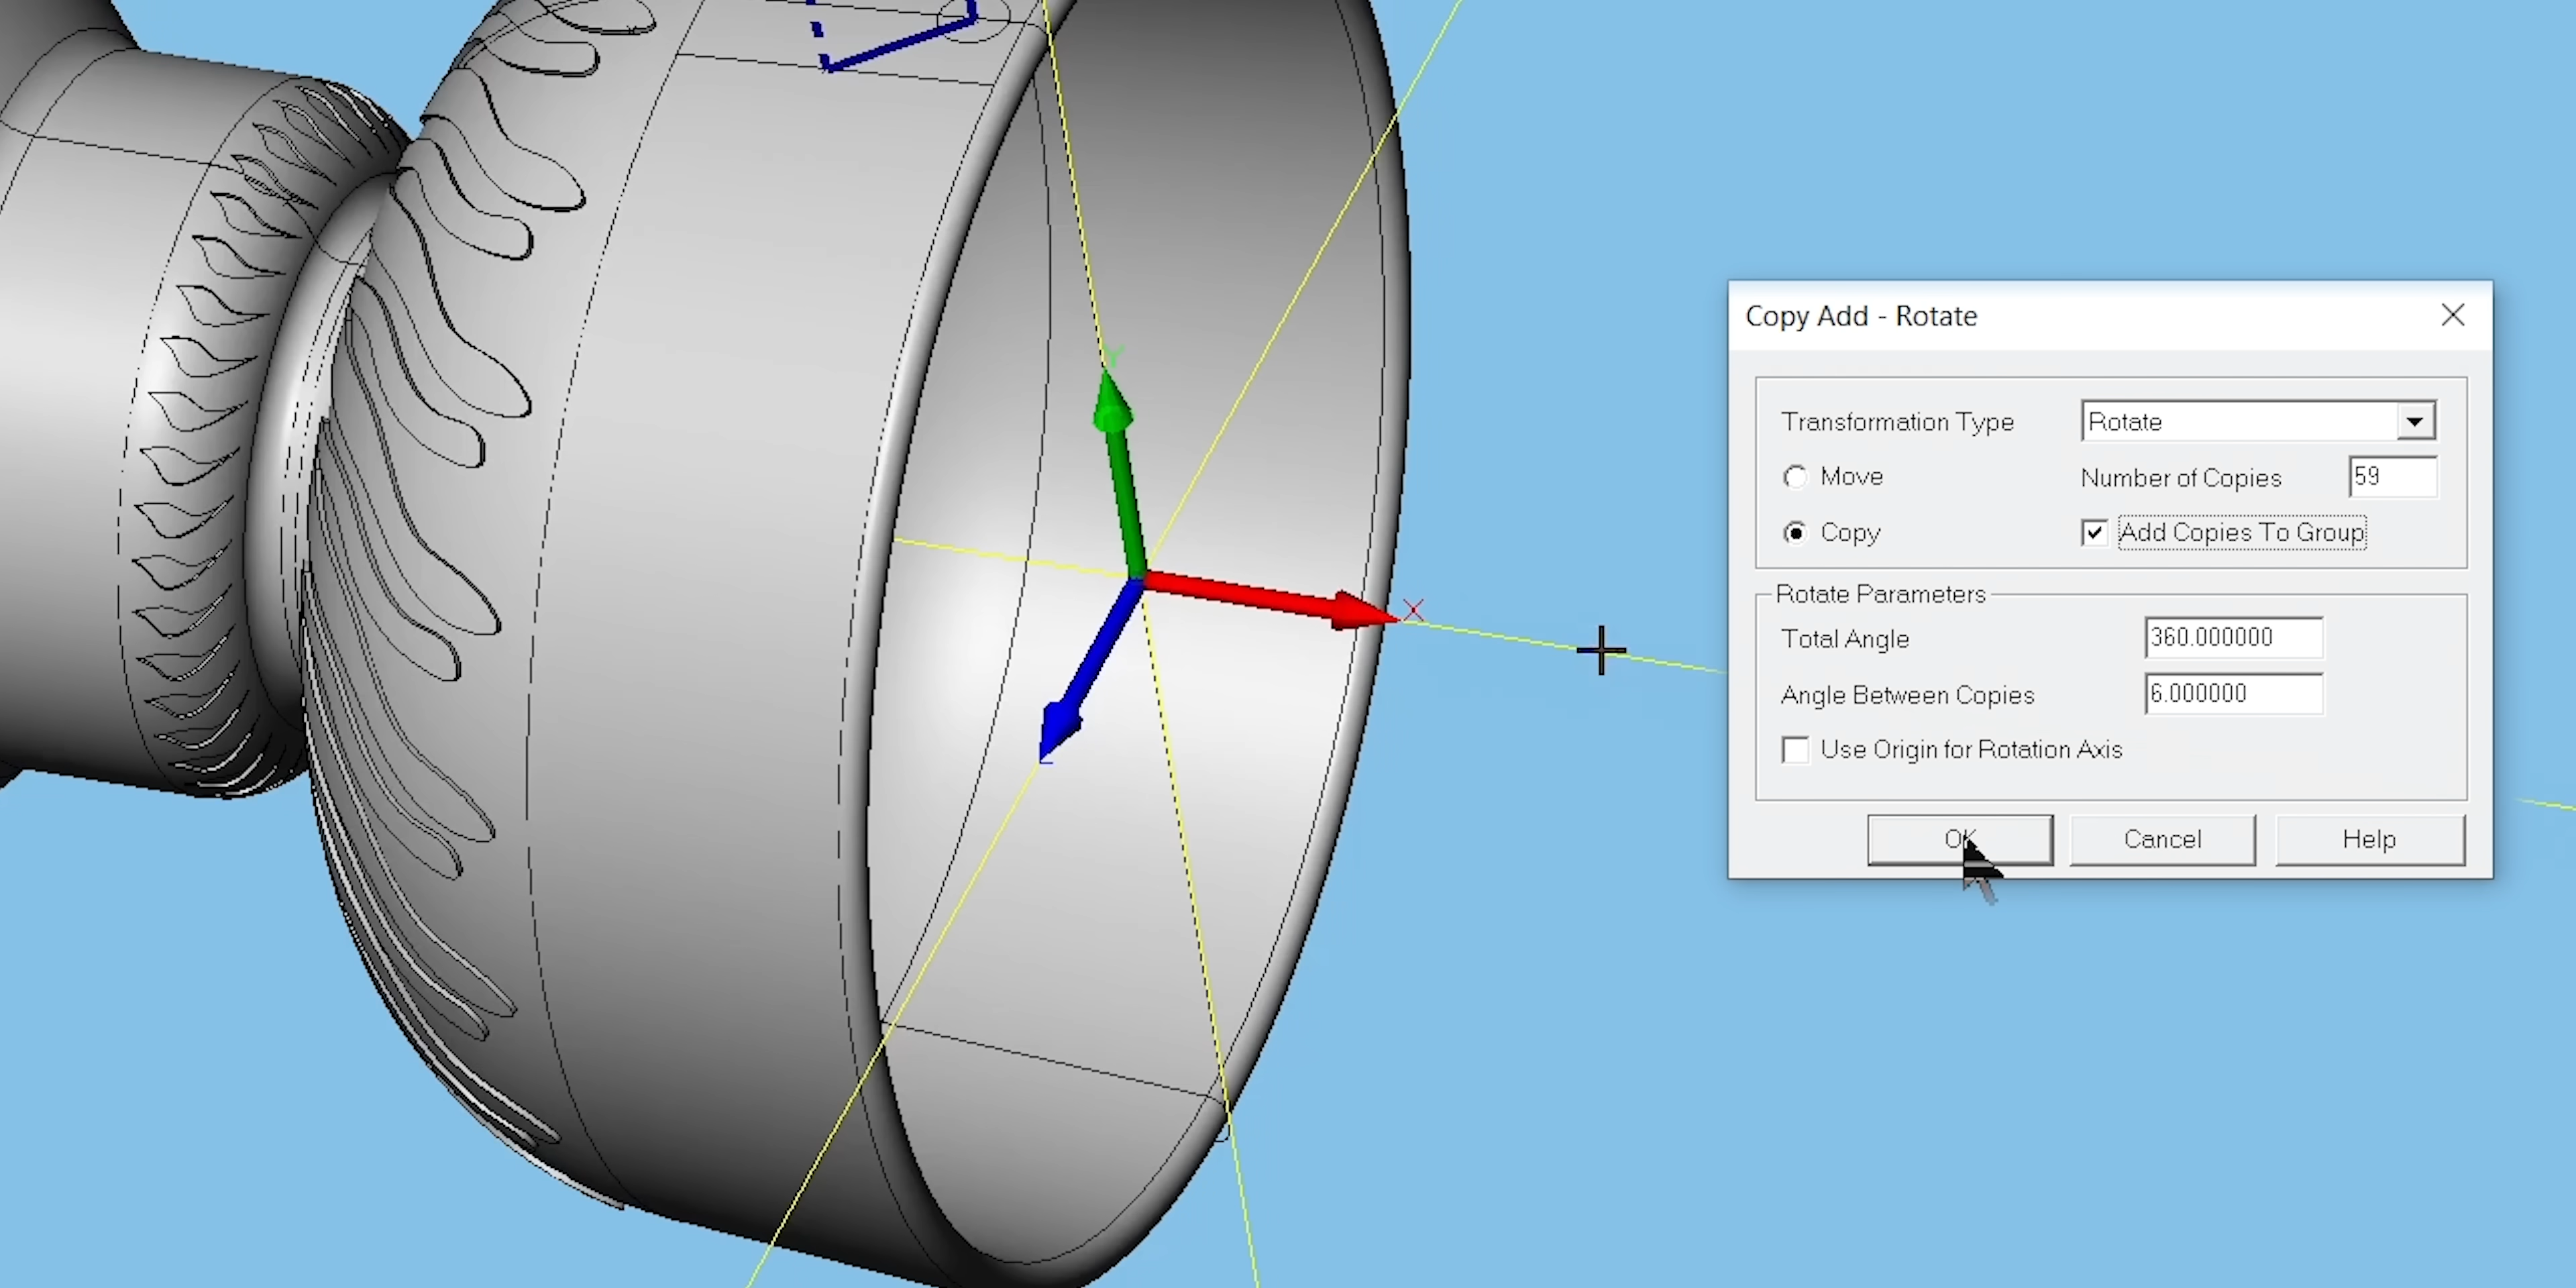 Y
X
Copy Add - Rotate
Transformation Type
Rotate
Move
Number of Copies
59
Copy
Add Copies To Group
Rotate Parameters
Total Angle
360.000000
Angle Between Copies
6.000000
Use Origin for Rotation Axis
OK
Cancel
Help